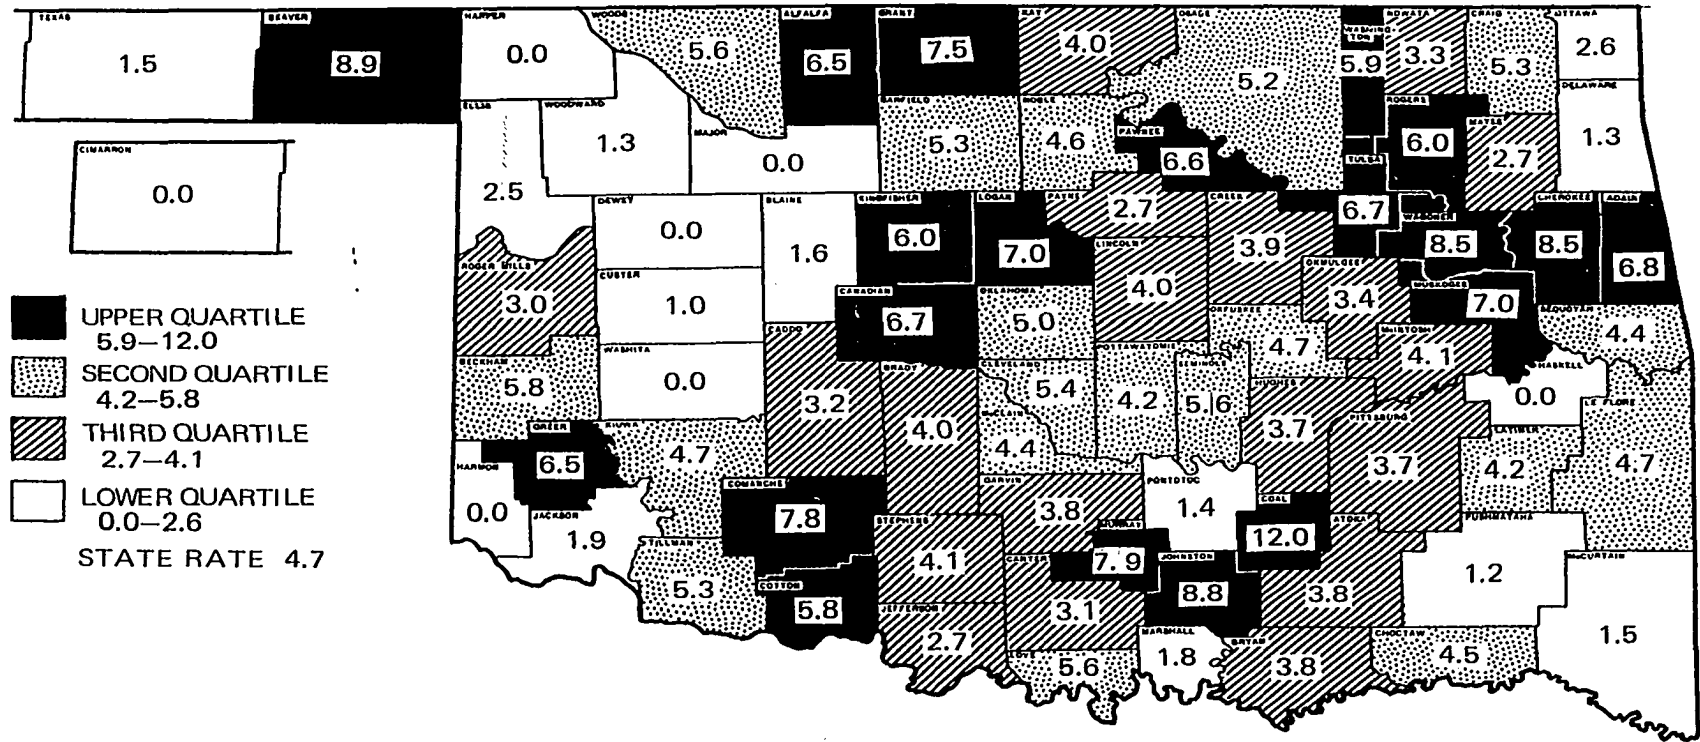 TEXAS
1.5
BEAVER
8.9
HARPER
0.0
WOODS
5.6
ALFALFA
6.5
GRANT
7.5
KAY
4.0
OSAGE
5.2
WASHING
TON
5.9
NOWATA
3.3
CRAIG
5.3
OTTAWA
2.6
CIMARRON
0.0
ELLIS
2.5
WOODWARD
1.3
MAJOR
0.0
GARFIELD
5.3
NOBLE
4.6
PAWNEE
6.6
TULSA
6.7
ROGERS
6.0
MAYES
2.7
DELAWARE
1.3
DEWEY
0.0
BLAINE
1.6
KINGFISHER
6.0
LOGAN
7.0
PAYNE
2.7
CREEK
3.9
WAGONER
8.5
CHEROKEE
8.5
ADAIR
6.8
ROGER MILLS
3.0
CUSTER
1.0
CANADIAN
6.7
OKLAHOMA
5.0
LINCOLN
4.0
OKMULGEE
3.4
MUSKOGEE
7.0
SEQUOYAH
4.4
UPPER QUARTILE
5.9–12.0
SECOND QUARTILE
4.2–5.8
THIRD QUARTILE
2.7–4.1
LOWER QUARTILE
0.0–2.6
STATE RATE 4.7
BECKHAM
5.8
WASHITA
0.0
CADDO
3.2
GRADY
4.0
CLEVELAND
5.4
POTTAWATOMIE
4.2
SEMINOLE
5.6
OKFUSKEE
4.7
McINTOSH
4.1
HASKELL
0.0
LE FLORE
4.7
HARMON
0.0
GREER
6.5
KIOWA
4.7
McCLAIN
4.4
HUGHES
3.7
PITTSBURG
3.7
LATIMER
4.2
JACKSON
1.9
COMANCHE
7.8
GARVIN
3.8
PONTOTOC
1.4
COAL
12.0
PUSHMATAHA
1.2
TILLMAN
5.3
COTTON
5.8
STEPHENS
4.1
CARTER
3.1
MURRAY
7.9
JOHNSTON
8.8
ATOKA
3.8
McCURTAIN
1.5
JEFFERSON
2.7
LOVE
5.6
MARSHALL
1.8
BRYAN
3.8
CHOCTAW
4.5